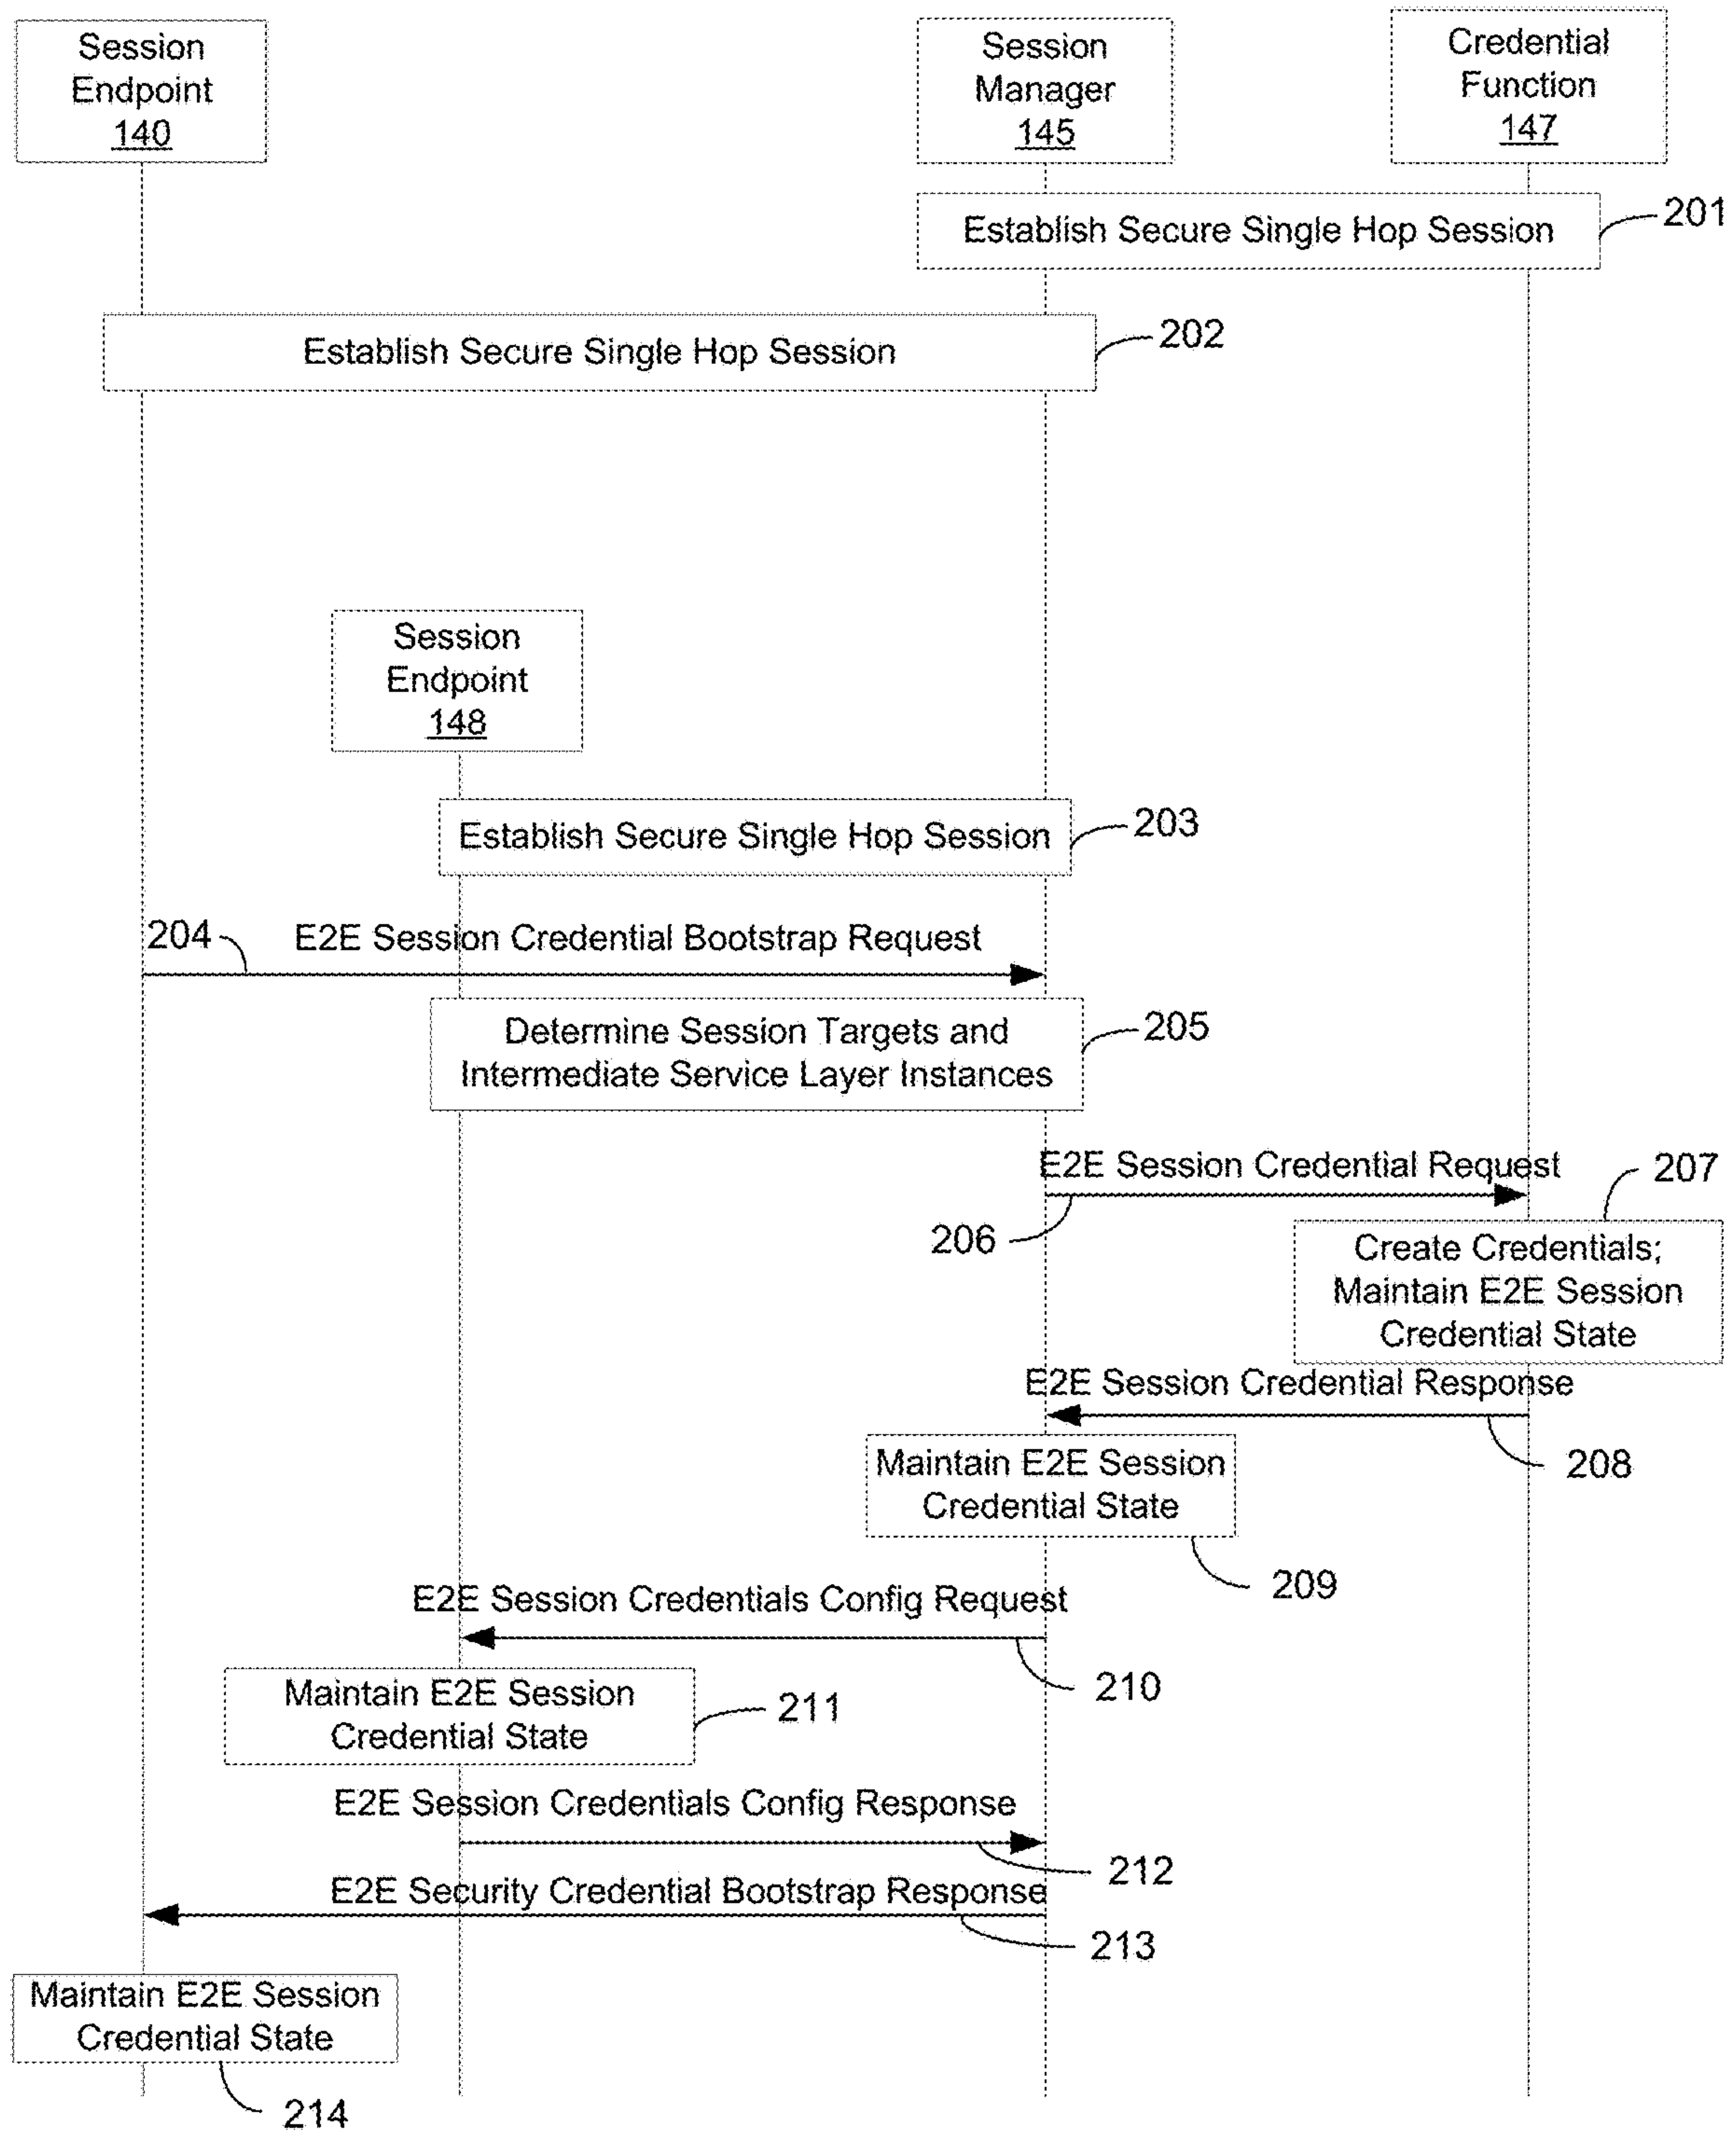 Session
Endpoint
140
Session
Manager
145
Credential
Function
147
Establish Secure Single Hop Session
201
Establish Secure Single Hop Session
202
Session
Endpoint
148
Establish Secure Single Hop Session
203
204
E2E Session Credential Bootstrap Request
Determine Session Targets and
Intermediate Service Layer Instances
205
E2E Session Credential Request
206
207
Create Credentials;
Maintain E2E Session
Credential State
E2E Session Credential Response
208
Maintain E2E Session
Credential State
209
E2E Session Credentials Config Request
210
Maintain E2E Session
Credential State
211
E2E Session Credentials Config Response
212
E2E Security Credential Bootstrap Response
213
Maintain E2E Session
Credential State
214